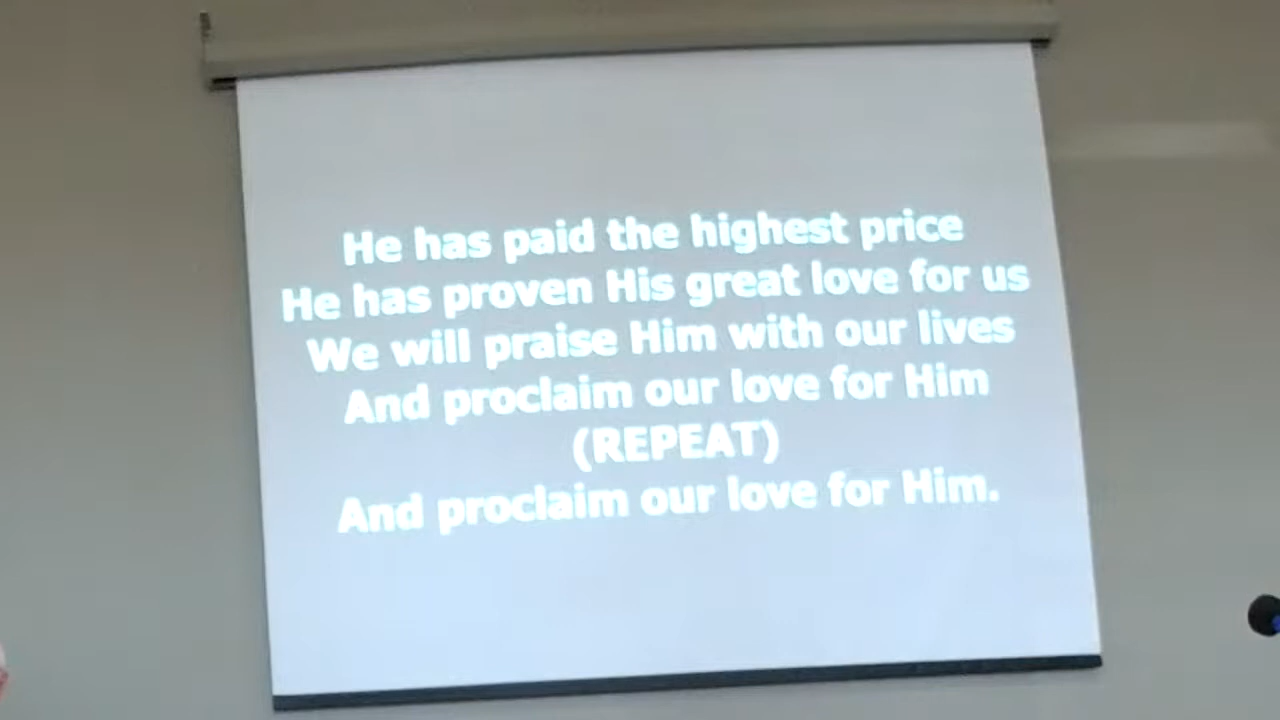 He has paid the highest price
He has proven His great love for us
We will praise Him with our lives
And proclaim our love for Him
(REPEAT)
And proclaim our love for Him.